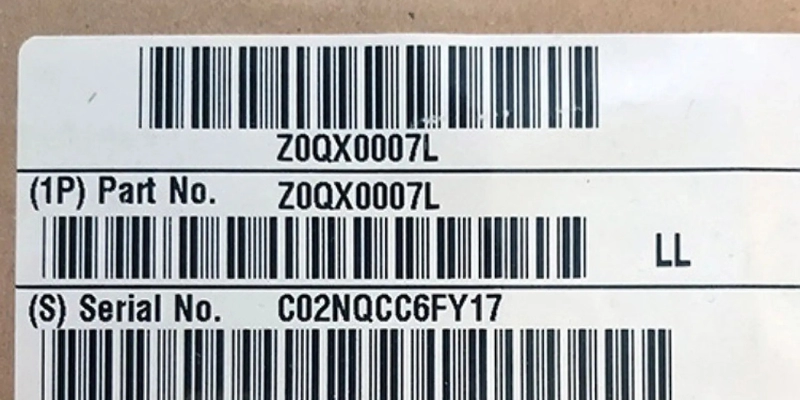 Z0QX0007L
(1P) Part No. Z0QX0007L
LL
(S) Serial No. C02NQCC6FY17